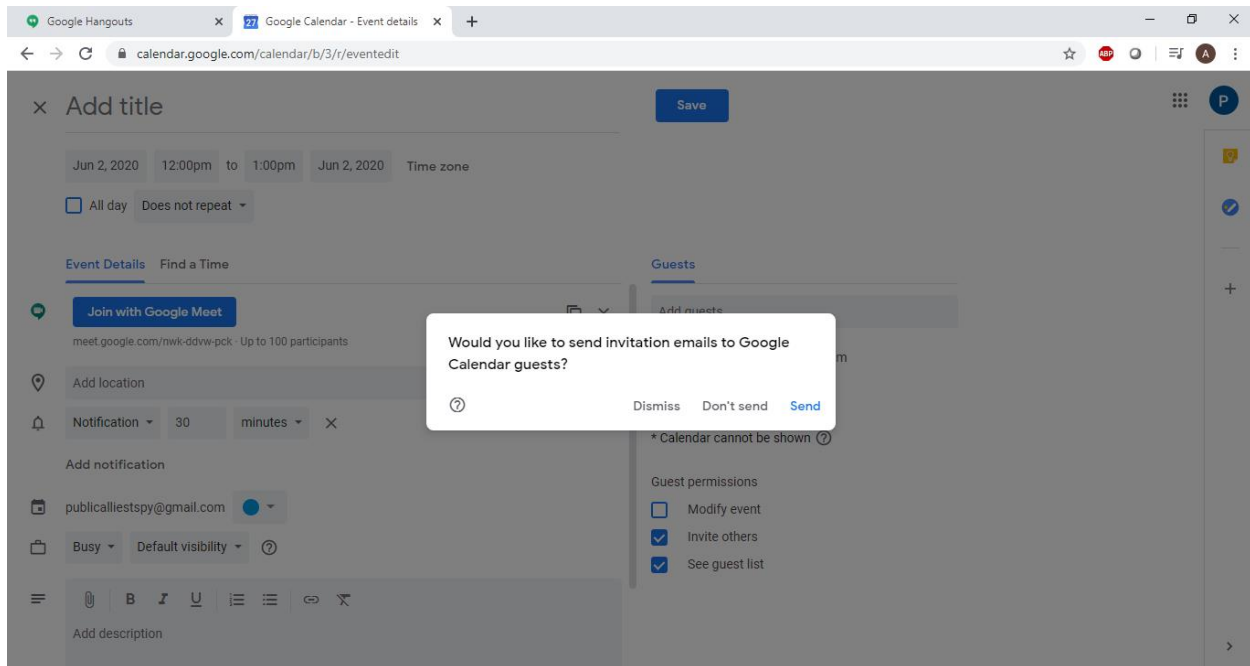 Google Hangouts
27 Google Calendar - Event details
calendar.google.com/calendar/b/3/r/eventedit
ABP
A
Add title
Save
P
Jun 2, 2020 12:00pm to 1:00pm Jun 2, 2020 Time zone
All day Does not repeat
Event Details Find a Time
Guests
Join with Google Meet
Add guests
meet.google.com/nwk-ddvw-pck · Up to 100 participants
m
Would you like to send invitation emails to Google
Calendar guests?
Dismiss Don't send Send
Add location
Notification 30 minutes
* Calendar cannot be shown
Add notification
Guest permissions
publicalliestspy@gmail.com
Modify event
Busy Default visibility
Invite others
See guest list
B I U
Add description